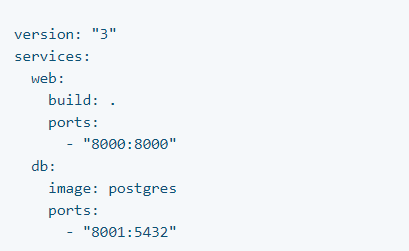 version: "3"
services:
  web:
    build: .
    ports:
      - "8000:8000"
  db:
    image: postgres
    ports:
      - "8001:5432"